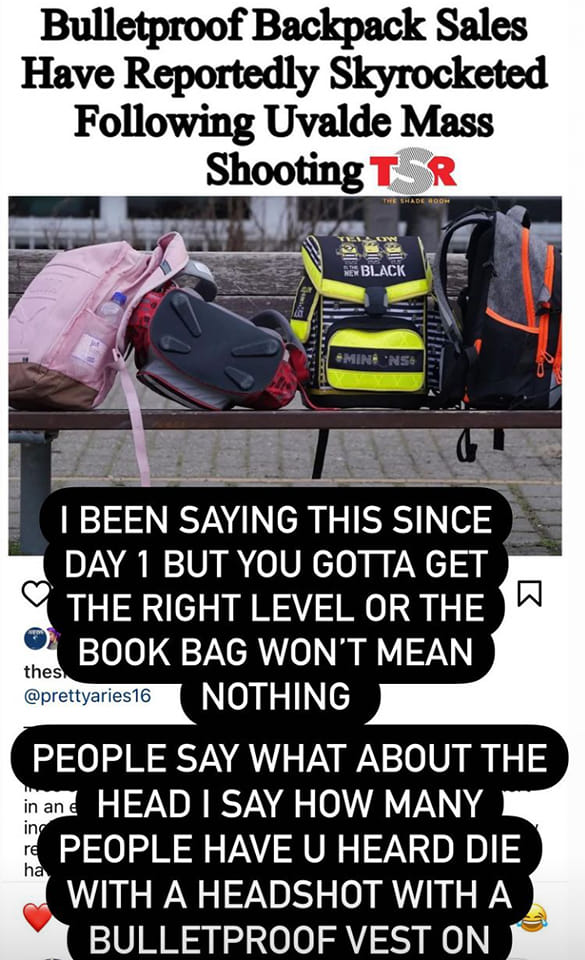 Bulletproof Backpack Sales
Have Reportedly Skyrocketed
Following Uvalde Mass
Shooting TSR
THE SHADE ROOM
YELLOW
IS THE
NEW BLACK
I BEEN SAYING THIS SINCE
DAY 1 BUT YOU GOTTA GET
THE RIGHT LEVEL OR THE
BOOK BAG WON'T MEAN
NOTHING
@prettyaries16
PEOPLE SAY WHAT ABOUT THE
HEAD I SAY HOW MANY
in an
PEOPLE HAVE U HEARD DIE
WITH A HEADSHOT WITH A
BULLETPROOF VEST ON